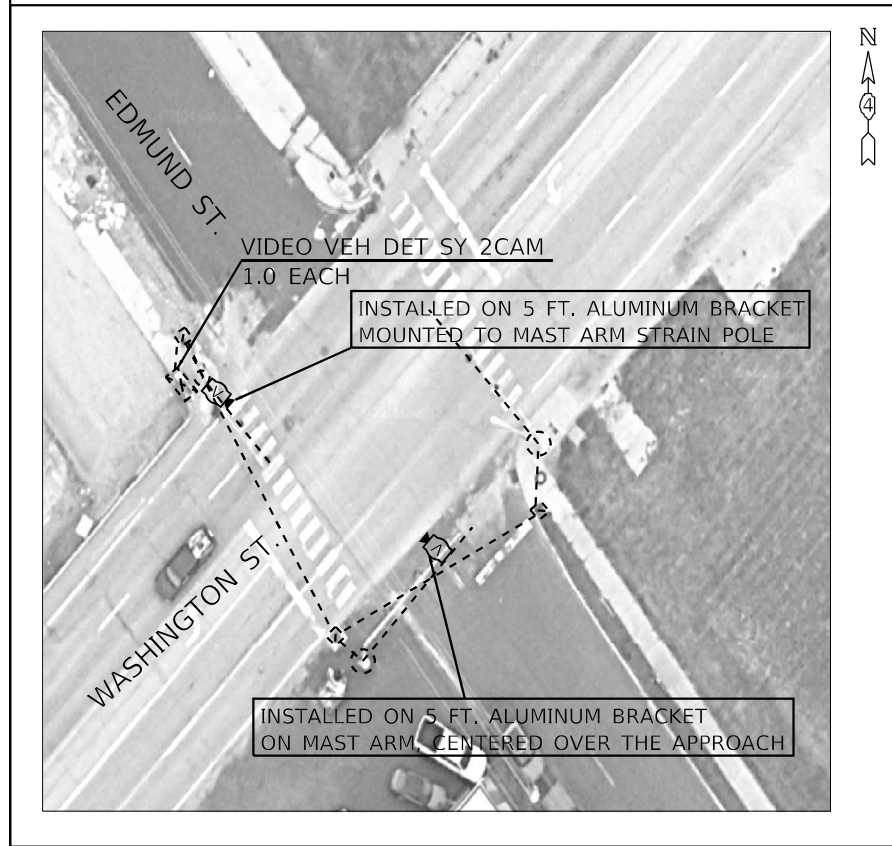 N
4
EDMUND ST.
VIDEO VEH DET SY 2CAM
1.0 EACH
INSTALLED ON 5 FT. ALUMINUM BRACKET
MOUNTED TO MAST ARM STRAIN POLE
V
V
WASHINGTON ST.
INSTALLED ON 5 FT. ALUMINUM BRACKET
ON MAST ARM, CENTERED OVER THE APPROACH